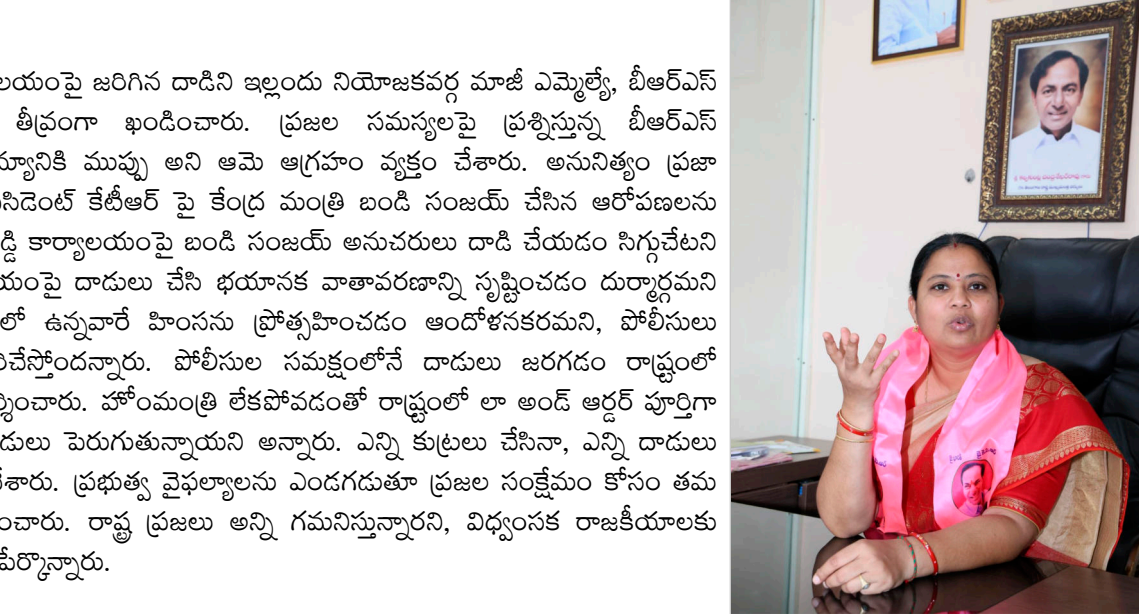 లయంపై జరిగిన దాడిని ఇల్లందు నియోజకవర్గ మాజీ ఎమ్మెల్యే, బీఆర్ఎస్
తీవ్రంగా ఖండించారు. ప్రజల సమస్యలపై ప్రశ్నిస్తున్న బీఆర్ఎస్
మ్యానికి ముప్పు అని ఆమె ఆగ్రహం వ్యక్తం చేశారు. అనునిత్యం ప్రజా
సిడెంట్ కేటీఆర్ పై కేంద్ర మంత్రి బండి సంజయ్ చేసిన ఆరోపణలను
డ్డి కార్యాలయంపై బండి సంజయ్ అనుచరులు దాడి చేయడం సిగ్గుచేటని
యంపై దాడులు చేసి భయానక వాతావరణాన్ని సృష్టించడం దుర్మార్గమని
లో ఉన్నవారే హింసను ప్రోత్సహించడం ఆందోళనకరమని, పోలీసులు
చేస్తోందన్నారు. పోలీసుల సమక్షంలోనే దాడులు జరగడం రాష్ట్రంలో
ర్శించారు. హోంమంత్రి లేకపోవడంతో రాష్ట్రంలో లా అండ్ ఆర్డర్ పూర్తిగా
డులు పెరుగుతున్నాయని అన్నారు. ఎన్ని కుట్రలు చేసినా, ఎన్ని దాడులు
శారు. ప్రభుత్వ వైఫల్యాలను ఎండగడుతూ ప్రజల సంక్షేమం కోసం తమ
ంచారు. రాష్ట్ర ప్రజలు అన్ని గమనిస్తున్నారని, విధ్వంసక రాజకీయాలకు
పేర్కొన్నారు.